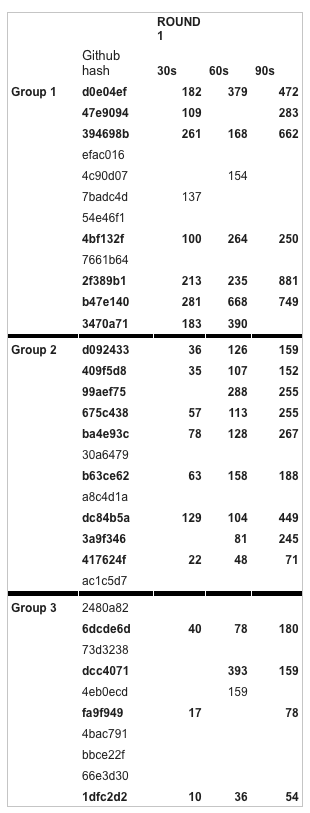 ROUND
1
Github
hash 30s 60s 90s
Group 1 d0e04ef 182 379 472
47e9094 109 283
394698b 261 168 662
efac016
4c90d07 154
7badc4d 137
54e46f1
4bf132f 100 264 250
7661b64
2f389b1 213 235 881
b47e140 281 668 749
3470a71 183 390
Group 2 d092433 36 126 159
409f5d8 35 107 152
99aef75 288 255
675c438 57 113 255
ba4e93c 78 128 267
30a6479
b63ce62 63 158 188
a8c4d1a
dc84b5a 129 104 449
3a9f346 81 245
417624f 22 48 71
ac1c5d7
Group 3 2480a82
6dcde6d 40 78 180
73d3238
dcc4071 393 159
4eb0ecd 159
fa9f949 17 78
4bac791
bbce22f
66e3d30
1dfc2d2 10 36 54